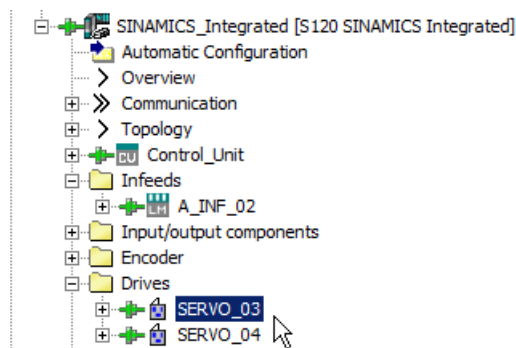 SINAMICS_Integrated [S120 SINAMICS Integrated]
Automatic Configuration
Overview
Communication
Topology
CU Control_Unit
Infeeds
LM A_INF_02
Input/output components
Encoder
Drives
SERVO_03
SERVO_04